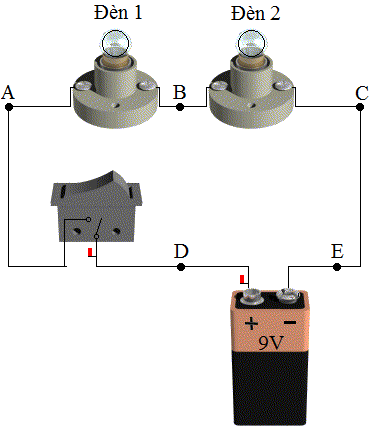 Đèn 1 Đèn 2
A B C
D E
+ −
9V